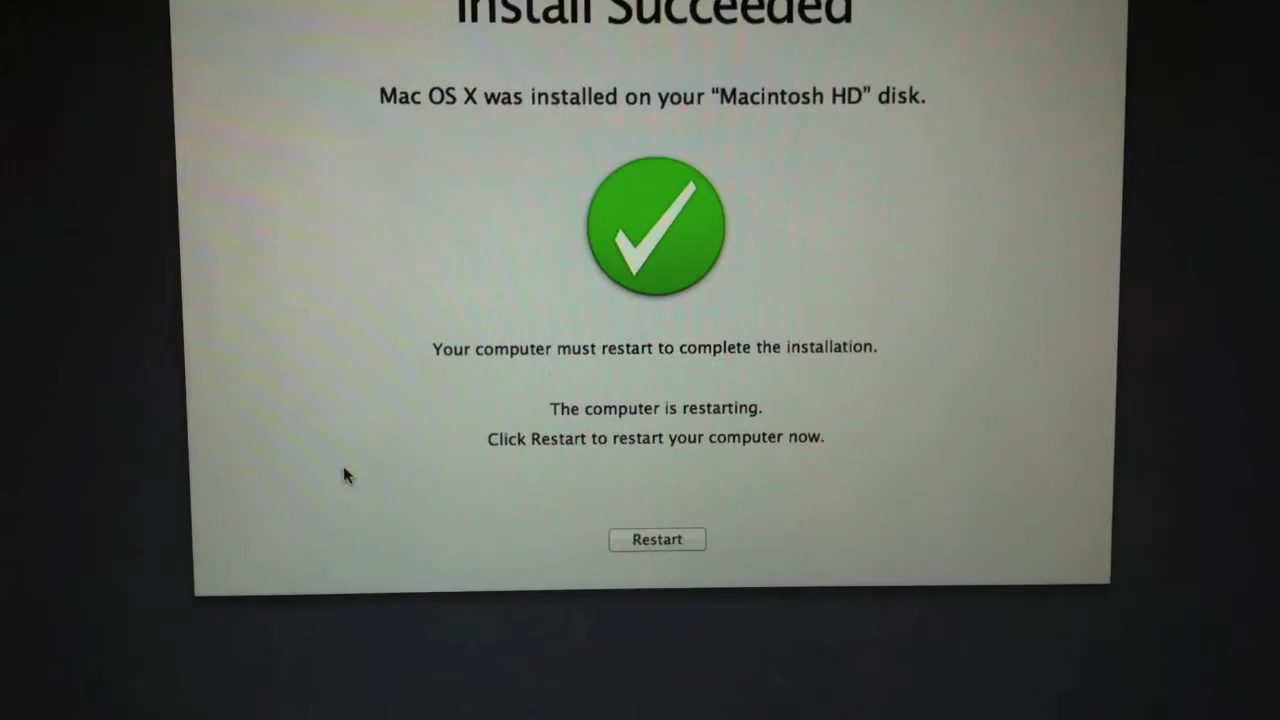 Install Succeeded
Mac OS X was installed on your “Macintosh HD” disk.
Your computer must restart to complete the installation.
The computer is restarting.
Click Restart to restart your computer now.
Restart